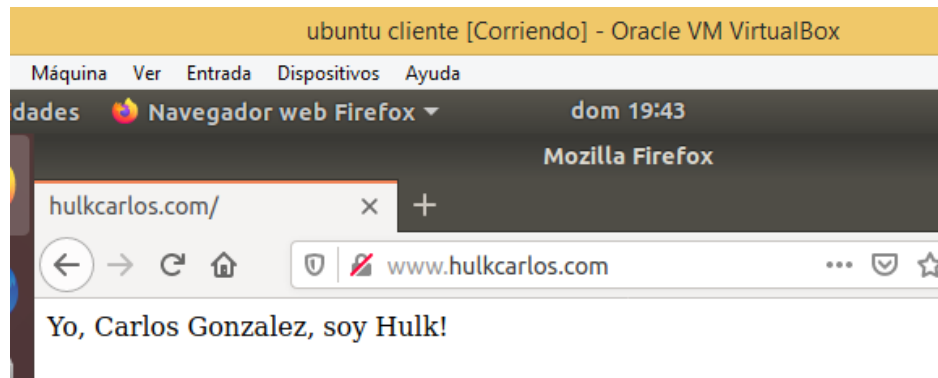 ubuntu cliente [Corriendo] - Oracle VM VirtualBox
Máquina Ver Entrada Dispositivos Ayuda
dades Navegador web Firefox dom 19:43
Mozilla Firefox
hulkcarlos.com/
www.hulkcarlos.com
Yo, Carlos Gonzalez, soy Hulk!